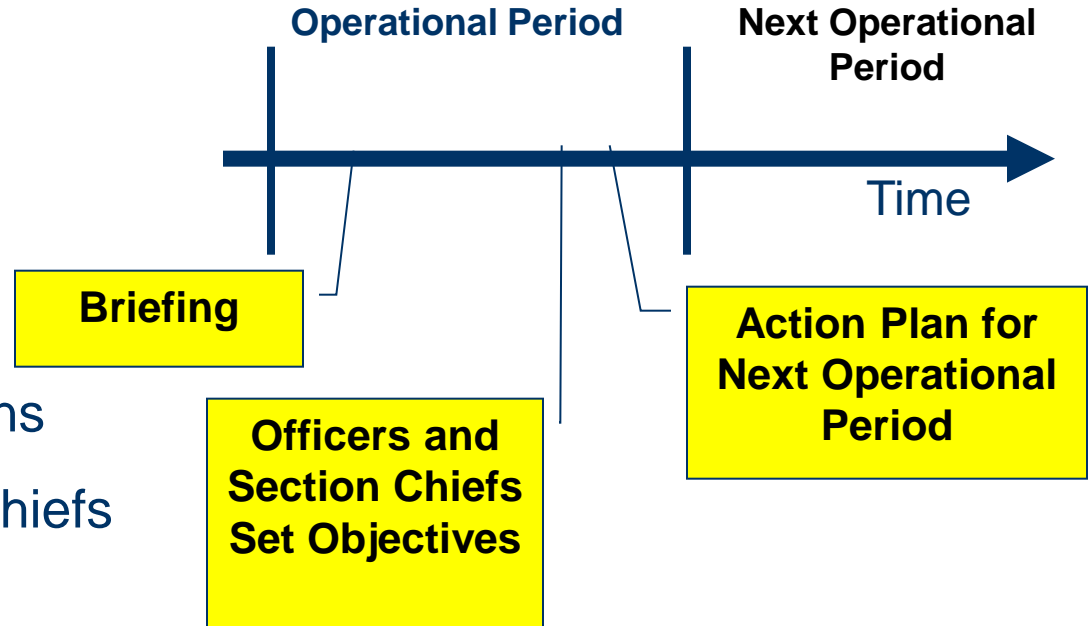 Operational Period
Next Operational
Period
Time
Briefing
Action Plan for
Next Operational
Period
Officers and
Section Chiefs
Set Objectives